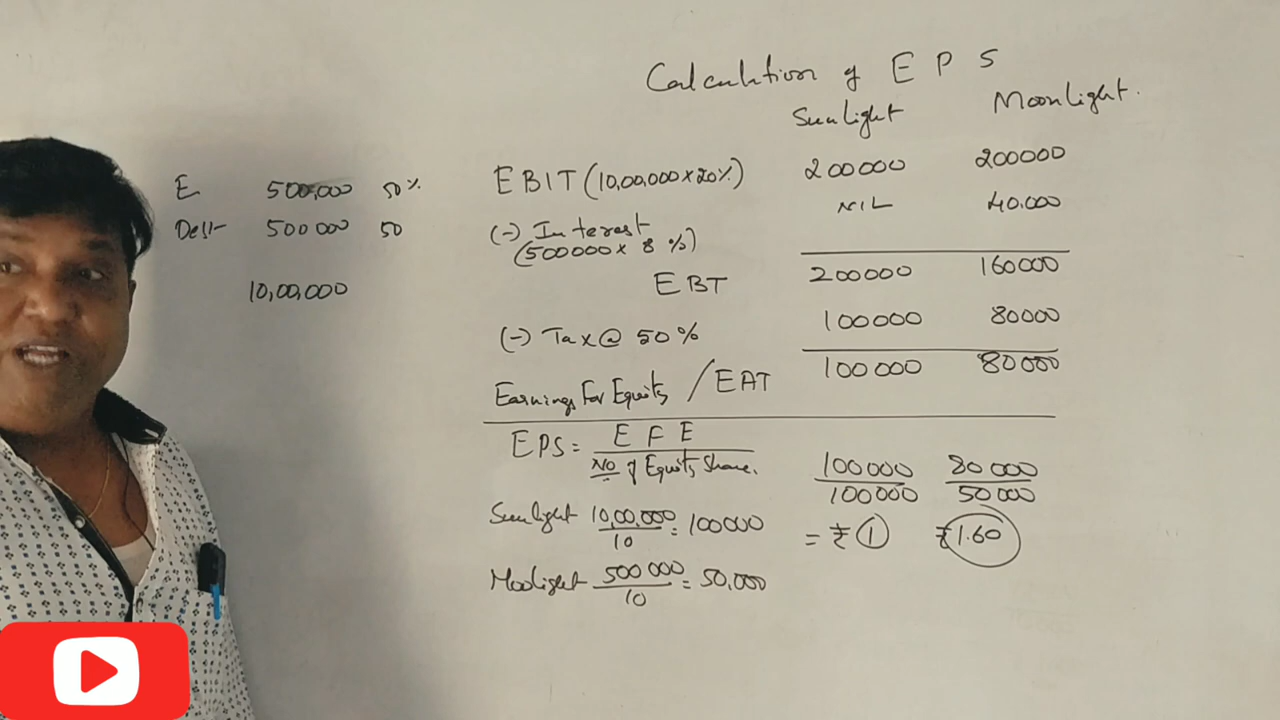 Calculation of E P S
Sunlight Moonlight.
E 500,000 50%
Debt 500000 50
10,00,000
EBIT (10,00,000 x 20%) 200000 200000
(-) Interest NIL 40.000
(500000 x 8 %)
EBT 200000 160000
(-) Tax @ 50% 100000 80000
Earnings For Equity / EAT 100000 80000
EPS = E F E / No of Equity Share. 100000 / 100000 80000 / 50000
Sunlight 10,00,000 / 10 = 100000 = ₹ 1 ₹1.60
Moolight 500000 / 10 = 50,000